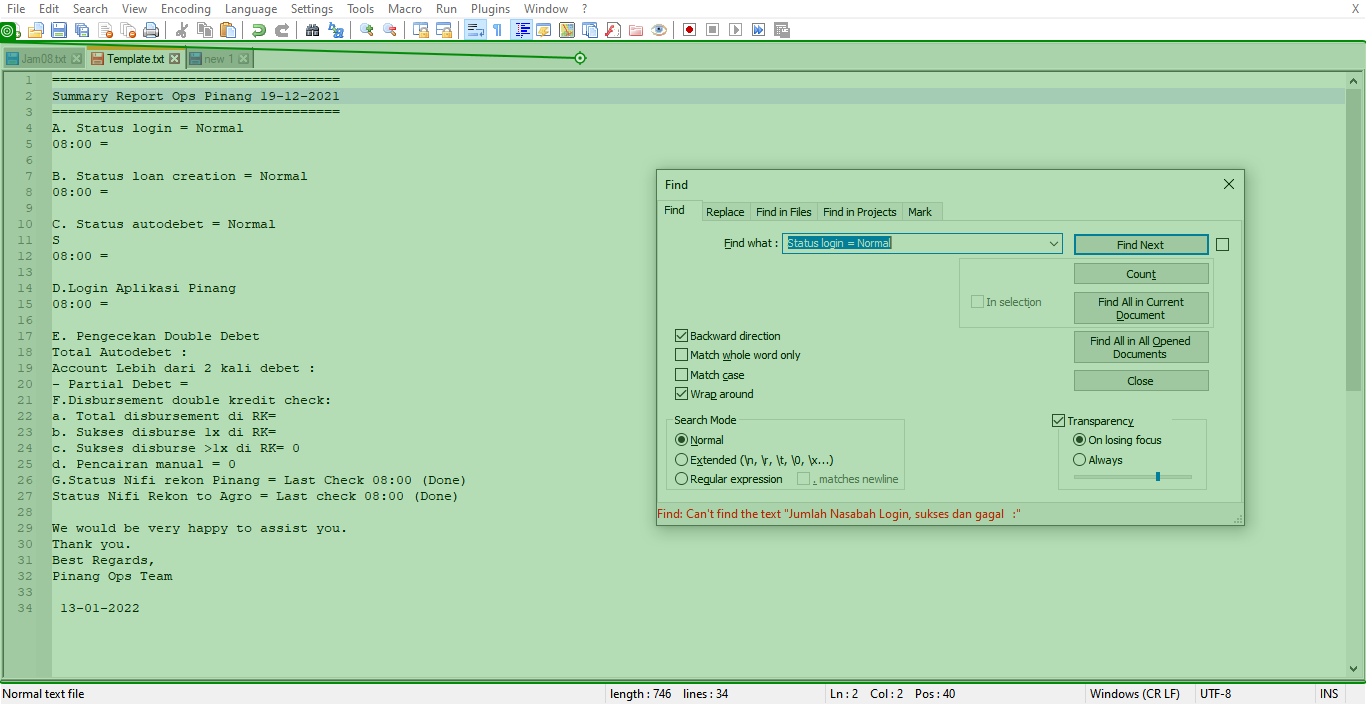 File Edit Search View Encoding Language Settings Tools Macro Run Plugins Window ? X
Jam08.txt Template.txt new 1
1 ====================================
2 Summary Report Ops Pinang 19-12-2021
3 ====================================
4 A. Status login = Normal
5 08:00 =
6
7 B. Status loan creation = Normal
8 08:00 =
9
10 C. Status autodebet = Normal
11 S
12 08:00 =
13
14 D.Login Aplikasi Pinang
15 08:00 =
16
17 E. Pengecekan Double Debet
18 Total Autodebet :
19 Account Lebih dari 2 kali debet :
20 - Partial Debet =
21 F.Disbursement double kredit check:
22 a. Total disbursement di RK=
23 b. Sukses disburse 1x di RK=
24 c. Sukses disburse >1x di RK= 0
25 d. Pencairan manual = 0
26 G.Status Nifi rekon Pinang = Last Check 08:00 (Done)
27 Status Nifi Rekon to Agro = Last check 08:00 (Done)
28
29 We would be very happy to assist you.
30 Thank you.
31 Best Regards,
32 Pinang Ops Team
33
34 13-01-2022
Find
Find Replace Find in Files Find in Projects Mark
Find what : Status login = Normal
Find Next
Count
In selection
Find All in Current
Document
Find All in All Opened
Documents
Close
Backward direction
Match whole word only
Match case
Wrap around
Search Mode
Normal
Extended (\n, \r, \t, \0, \x...)
Regular expression
. matches newline
Transparency
On losing focus
Always
Find: Can't find the text "Jumlah Nasabah Login, sukses dan gagal :"
Normal text file length : 746 lines : 34 Ln : 2 Col : 2 Pos : 40 Windows (CR LF) UTF-8 INS